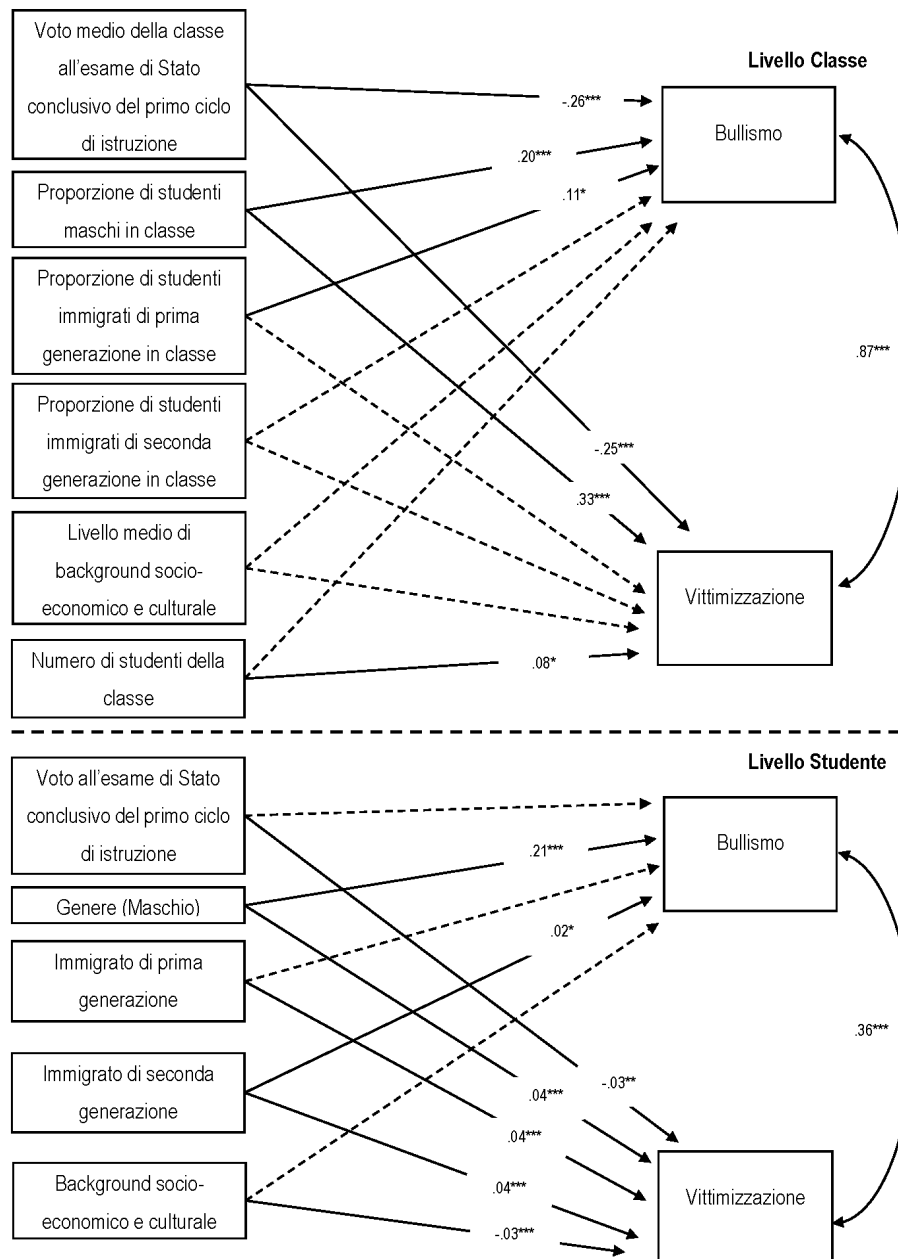 Voto medio della classe
all'esame di Stato
conclusivo del primo ciclo
di istruzione
Livello Classe
-.26***
Bullismo
.20***
Proporzione di studenti
maschi in classe
.11*
Proporzione di studenti
immigrati di prima
generazione in classe
.87***
Proporzione di studenti
immigrati di seconda
generazione in classe
-.25***
.33***
Livello medio di
background socio-
economico e culturale
Vittimizzazione
Numero di studenti della
classe
.08*
Livello Studente
Voto all'esame di Stato
conclusivo del primo ciclo
di istruzione
Bullismo
.21***
Genere (Maschio)
.02*
Immigrato di prima
generazione
.36***
Immigrato di seconda
generazione
-.03**
.04***
.04***
Background socio-
economico e culturale
.04***
Vittimizzazione
-.03***